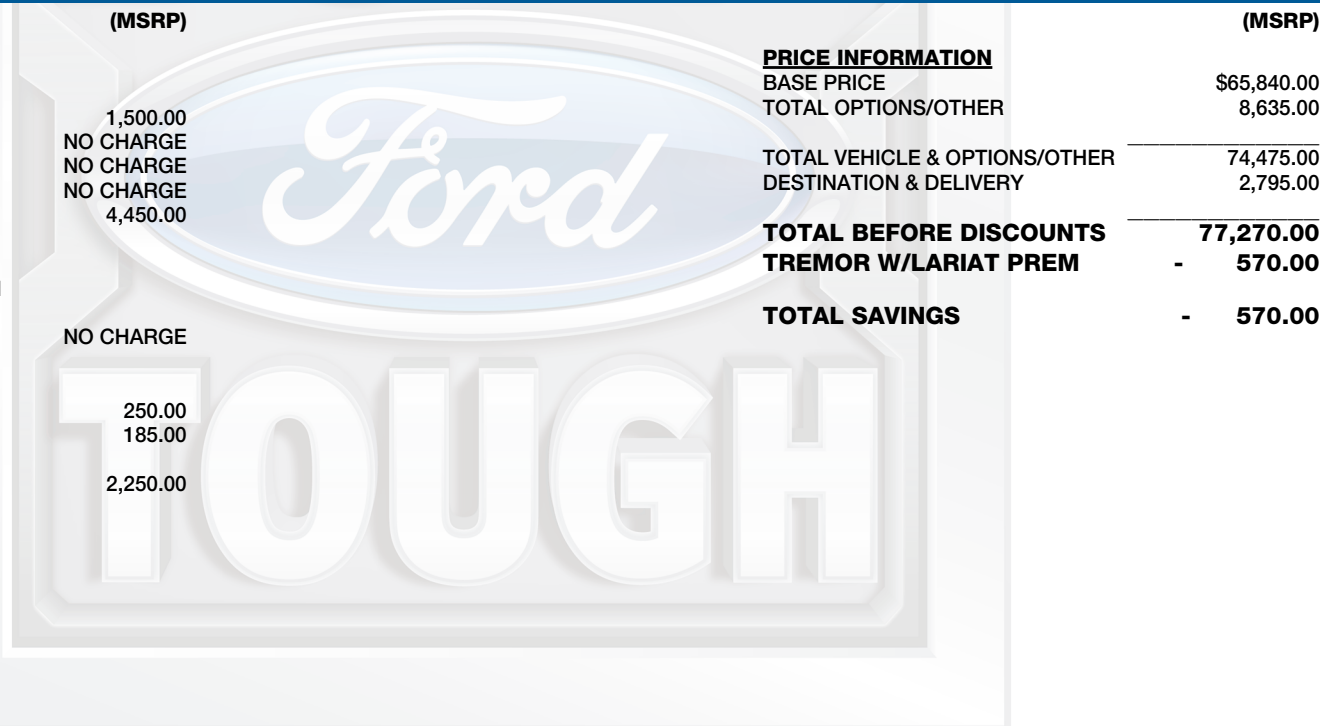 (MSRP)
1,500.00
NO CHARGE
NO CHARGE
NO CHARGE
4,450.00
NO CHARGE
250.00
185.00
2,250.00
Ford
TOUGH
(MSRP)
PRICE INFORMATION
BASE PRICE $65,840.00
TOTAL OPTIONS/OTHER 8,635.00
TOTAL VEHICLE & OPTIONS/OTHER 74,475.00
DESTINATION & DELIVERY 2,795.00
TOTAL BEFORE DISCOUNTS 77,270.00
TREMOR W/LARIAT PREM - 570.00
TOTAL SAVINGS - 570.00